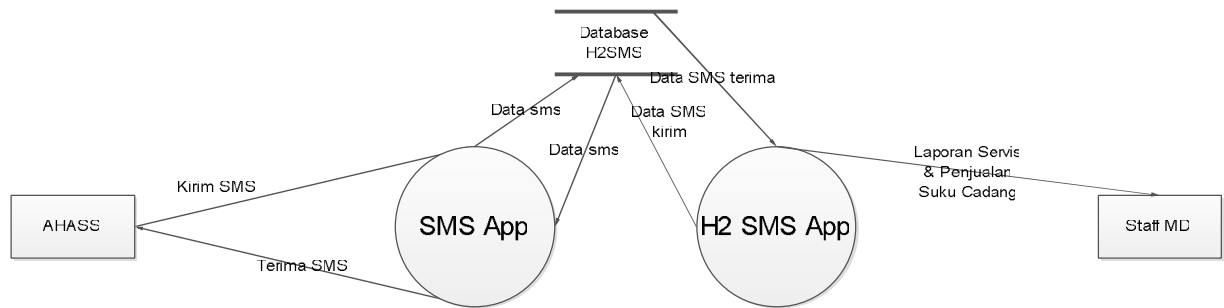 Database
H2SMS
Data SMS terima
Data sms
Data SMS
kirim
Data sms
Laporan Servis
& Penjualan
Suku Cadang
Kirim SMS
AHASS
SMS App
H2 SMS App
Staff MD
Terima SMS